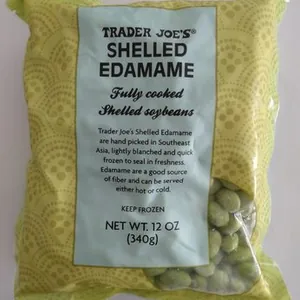 TRADER JOE'S®
SHELLED
EDAMAME
Fully cooked
Shelled soybeans
Trader Joe's Shelled Edamame
are hand picked in Southeast
Asia, lightly blanched and quick
frozen to seal in freshness.
Edamame are a good source
of fiber and can be served
either hot or cold.
KEEP FROZEN
NET WT. 12 OZ
(340g)